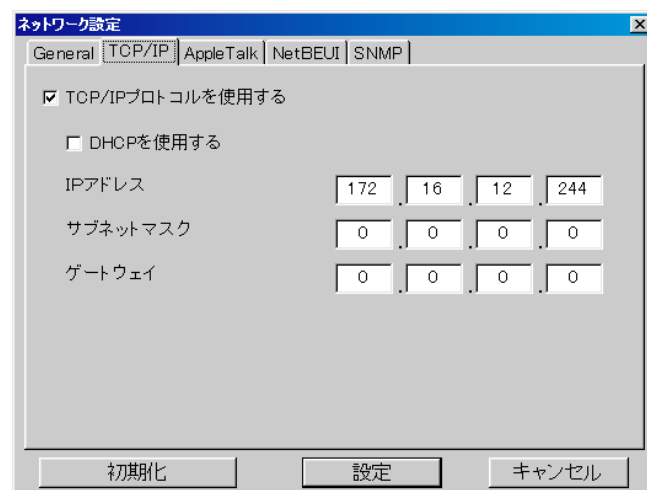 ネットワーク設定
General TCP/IP AppleTalk NetBEUI SNMP
TCP/IPプロトコルを使用する
DHCPを使用する
IPアドレス 172 . 16 . 12 . 244
サブネットマスク 0 . 0 . 0 . 0
ゲートウェイ 0 . 0 . 0 . 0
初期化 設定 キャンセル